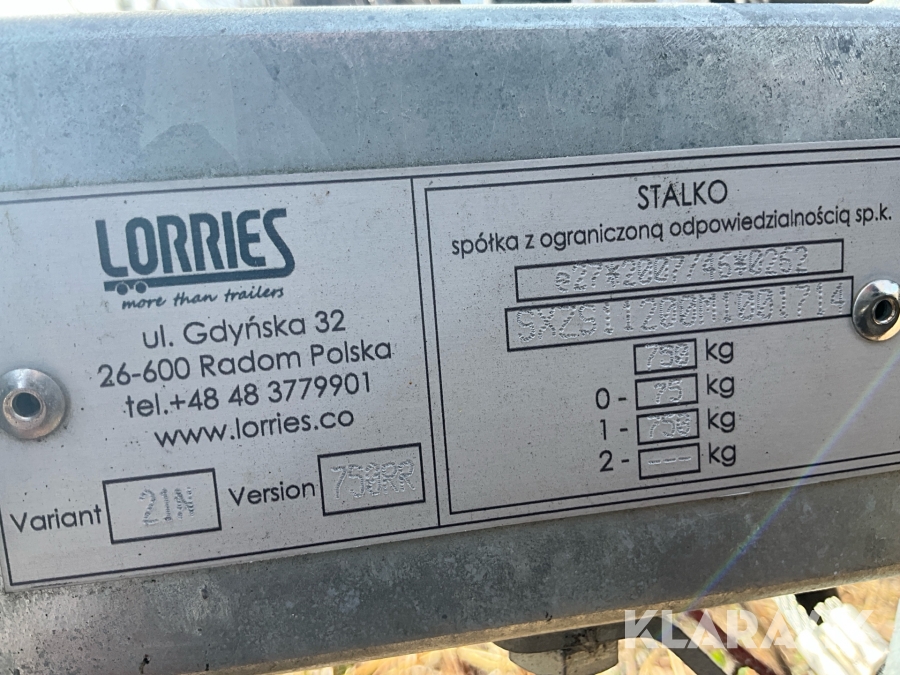 LORRIES
more than trailers
ul. Gdyńska 32
26-600 Radom Polska
tel.+48 48 3779901
www.lorries.co
Variant
Version 750RR
STALKO
spółka z ograniczoną odpowiedzialnością sp.k.
e27*2007/46*0252
SX2S11200M1001714
750 kg
0 - 75 kg
1 - 750 kg
2 - --- kg
KLARAVIK